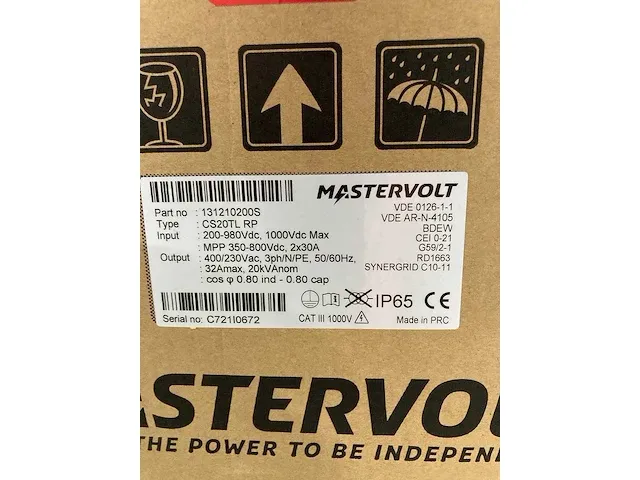 MASTERVOLT
Part no : 131210200S
Type : CS20TL RP
Input : 200-980Vdc, 1000Vdc Max
: MPP 350-800Vdc, 2x30A
Output : 400/230Vac, 3ph/N/PE, 50/60Hz,
: 32Amax, 20kVAnom
: cos φ 0.80 ind - 0.80 cap
VDE 0126-1-1
VDE AR-N-4105
BDEW
CEI 0-21
G59/2-1
RD1663
SYNERGRID C10-11
IP65 CE
Serial no: C721I0672
CAT III 1000V
Made in PRC
ASTERVOL
THE POWER TO BE INDEPEN